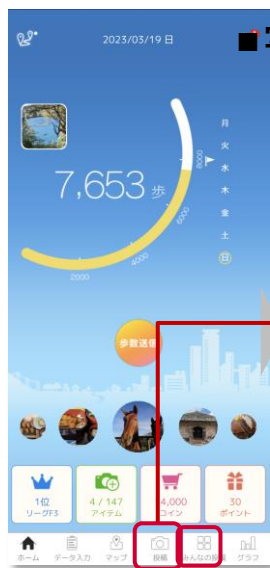 2023/03/19 日
月
火
水
木
金
土
日
7,653 歩
2000
4000
6000
8000
歩数送信
1位
リーグF3
4 / 147
アイテム
4,000
コイン
30
ポイント
ホーム
データ入力
マップ
投稿
みんなの投稿
グラフ